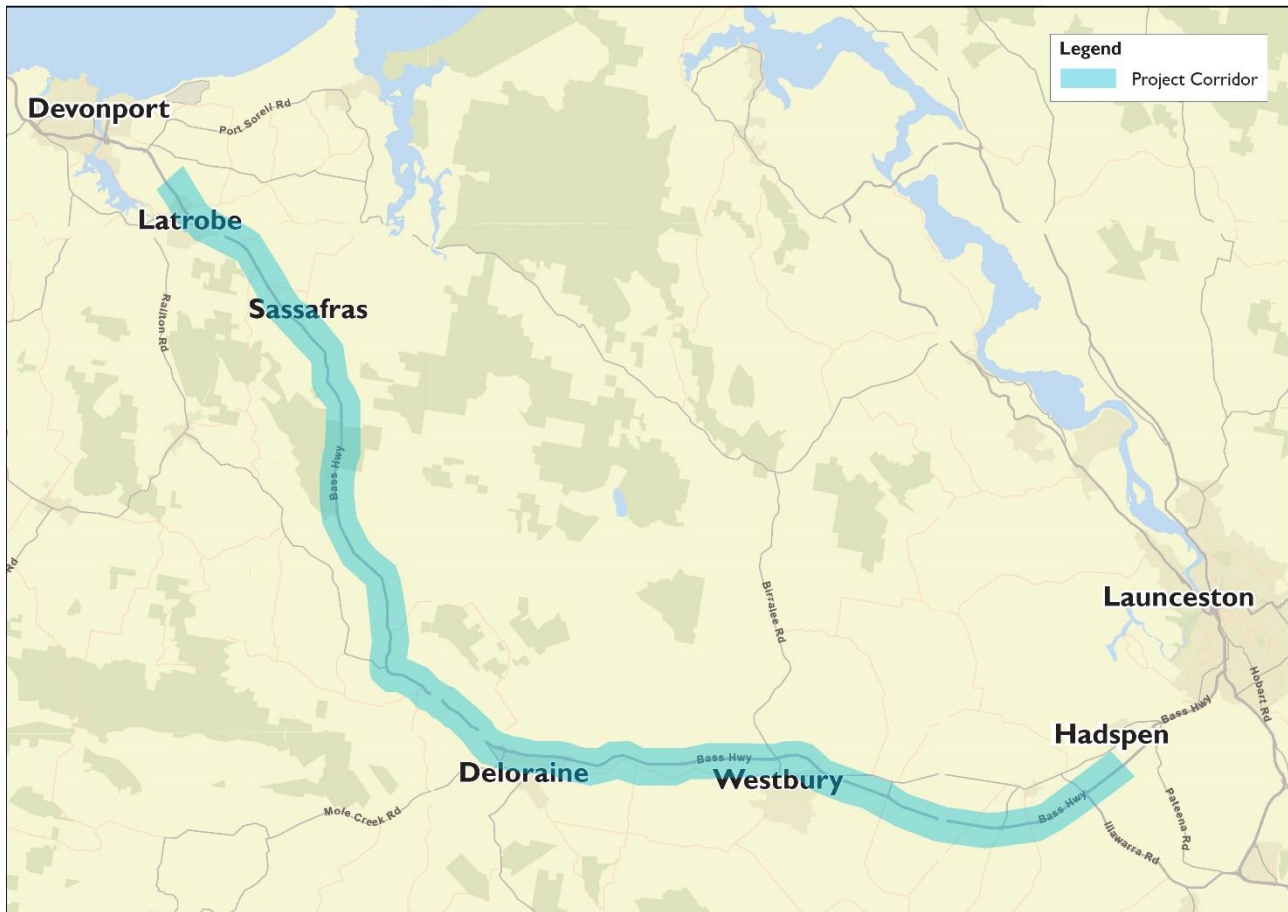 Legend
Project Corridor
Devonport
Port Sorell Rd
Latrobe
Sassafras
Railton Rd
Bass Hwy
Rd
Birralee Rd
Launceston
Hobart Rd
Bass Hwy
Hadspen
Bass Hwy
Deloraine
Westbury
Bass Hwy
Pateena Rd
Mole Creek Rd
Illawarra Rd